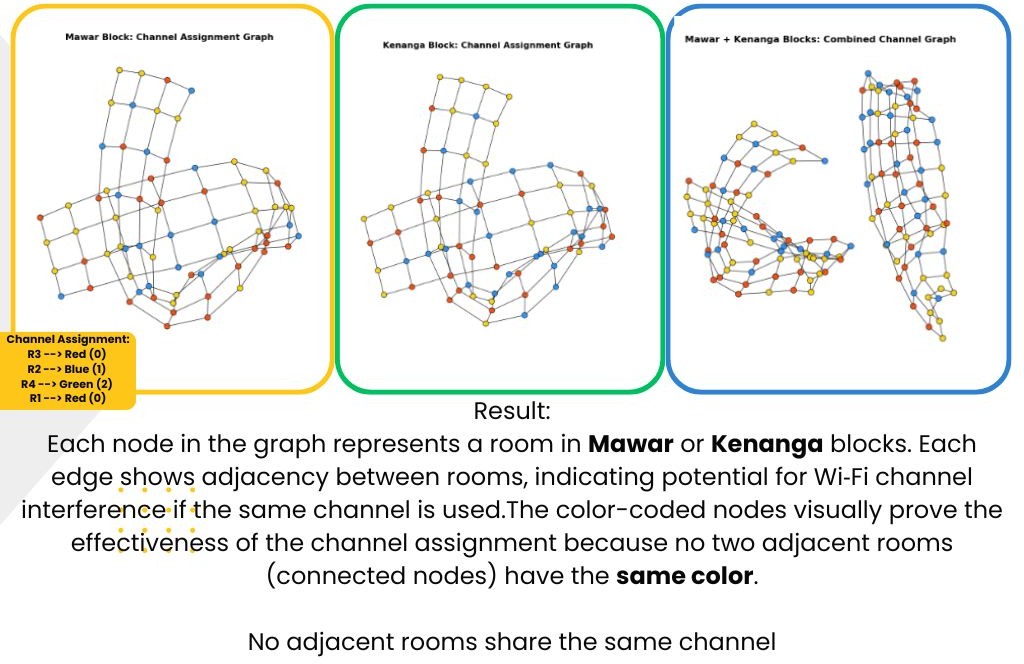 Mawar Block: Channel Assignment Graph
Kenanga Block: Channel Assignment Graph
Mawar + Kenanga Blocks: Combined Channel Graph
Channel Assignment:
R3 --> Red (0)
R2 --> Blue (1)
R4 --> Green (2)
R1 --> Red (0)
Result:
Each node in the graph represents a room in Mawar or Kenanga blocks. Each
edge shows adjacency between rooms, indicating potential for Wi-Fi channel
interference if the same channel is used.The color-coded nodes visually prove the
effectiveness of the channel assignment because no two adjacent rooms
(connected nodes) have the same color.
No adjacent rooms share the same channel